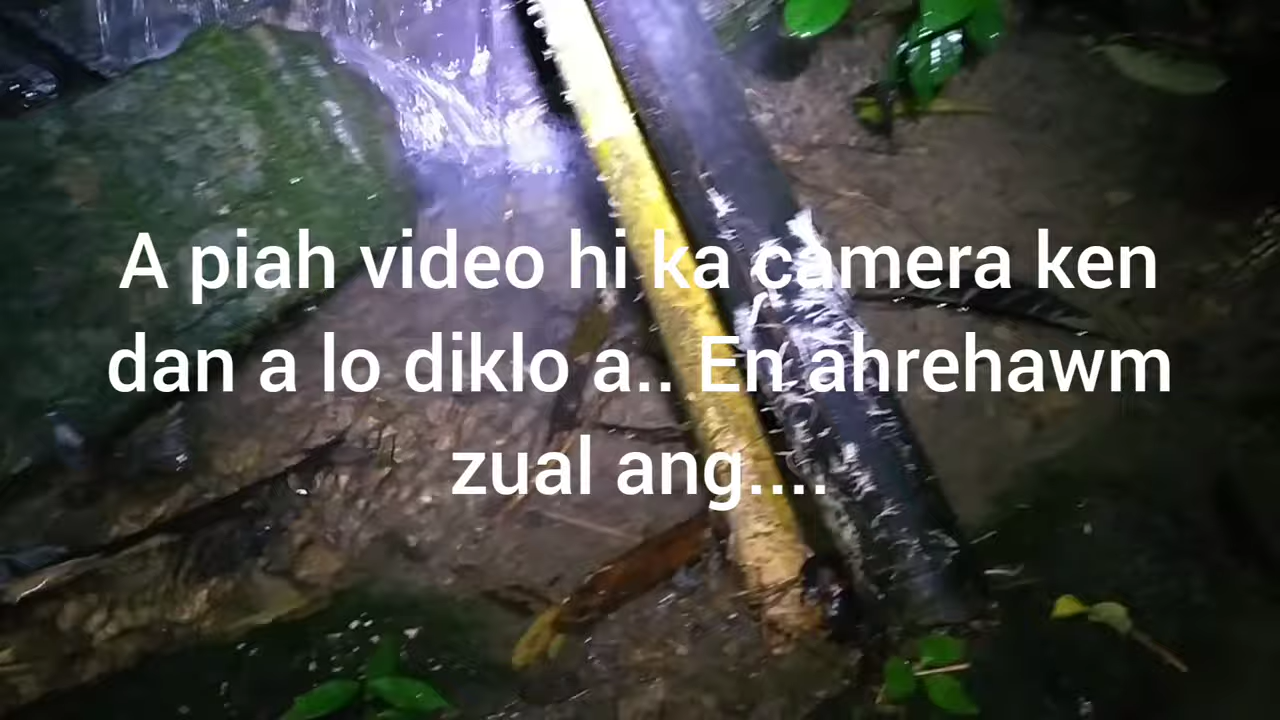 A piah video hi ka camera ken
dan a lo diklo a.. En ahrehawm
zual ang....